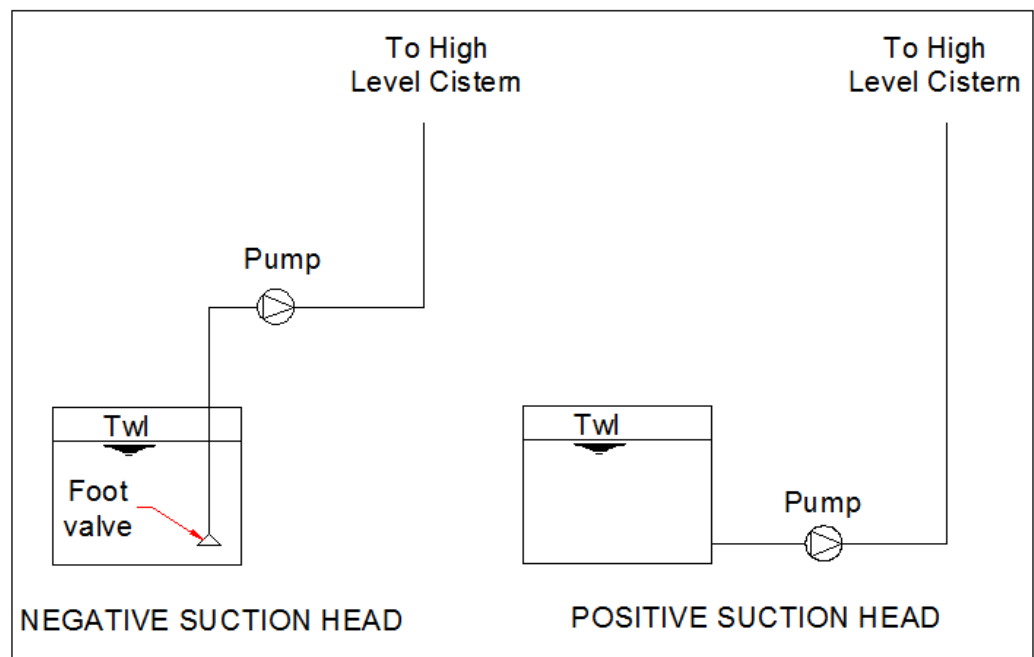 To High
Level Cistern
Pump
Twl
Foot
valve
NEGATIVE SUCTION HEAD
To High
Level Cistern
Twl
Pump
POSITIVE SUCTION HEAD